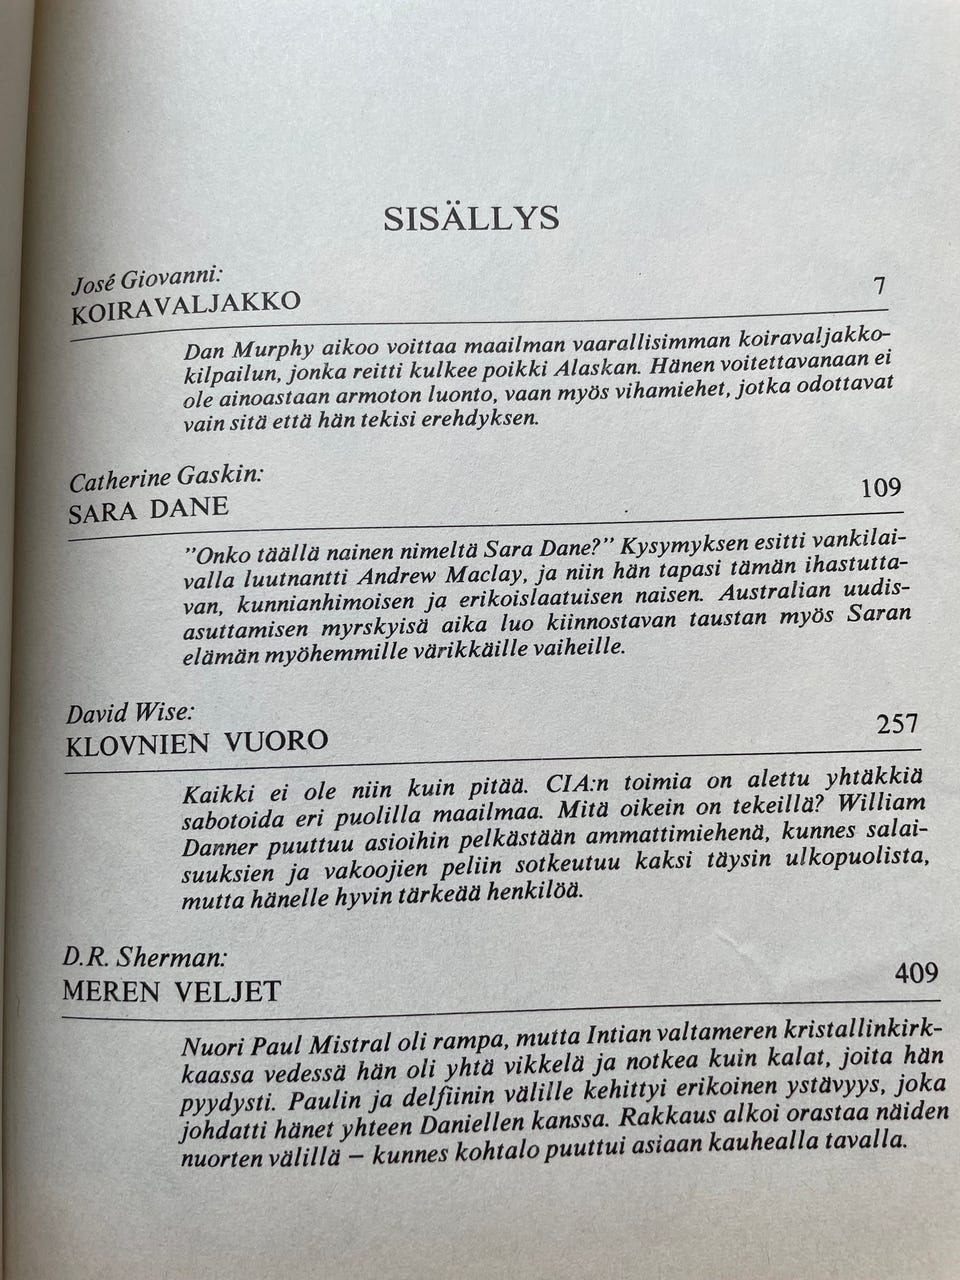 SISÄLLYS
José Giovanni:
KOIRAVALJAKKO 7
Dan Murphy aikoo voittaa maailman vaarallisimman koiravaljakko-
kilpailun, jonka reitti kulkee poikki Alaskan. Hänen voitettavanaan ei
ole ainoastaan armoton luonto, vaan myös vihamiehet, jotka odottavat
vain sitä että hän tekisi erehdyksen.
Catherine Gaskin:
SARA DANE 109
”Onko täällä nainen nimeltä Sara Dane?” Kysymyksen esitti vankilai-
valla luutnantti Andrew Maclay, ja niin hän tapasi tämän ihastutta-
van, kunnianhimoisen ja erikoislaatuisen naisen. Australian uudis-
asuttamisen myrskyisä aika luo kiinnostavan taustan myös Saran
elämän myöhemmille värikkäille vaiheille.
David Wise:
KLOVNIEN VUORO 257
Kaikki ei ole niin kuin pitää. CIA:n toimia on alettu yhtäkkiä
sabotoida eri puolilla maailmaa. Mitä oikein on tekeillä? William
Danner puuttuu asioihin pelkästään ammattimiehenä, kunnes salai-
suuksien ja vakoojien peliin sotkeutuu kaksi täysin ulkopuolista,
mutta hänelle hyvin tärkeää henkilöä.
D.R. Sherman:
MEREN VELJET 409
Nuori Paul Mistral oli rampa, mutta Intian valtameren kristallinkirk-
kaassa vedessä hän oli yhtä vikkelä ja notkea kuin kalat, joita hän
pyydysti. Paulin ja delfiinin välille kehittyi erikoinen ystävyys, joka
johdatti hänet yhteen Daniellen kanssa. Rakkaus alkoi orastaa näiden
nuorten välillä – kunnes kohtalo puuttui asiaan kauhealla tavalla.